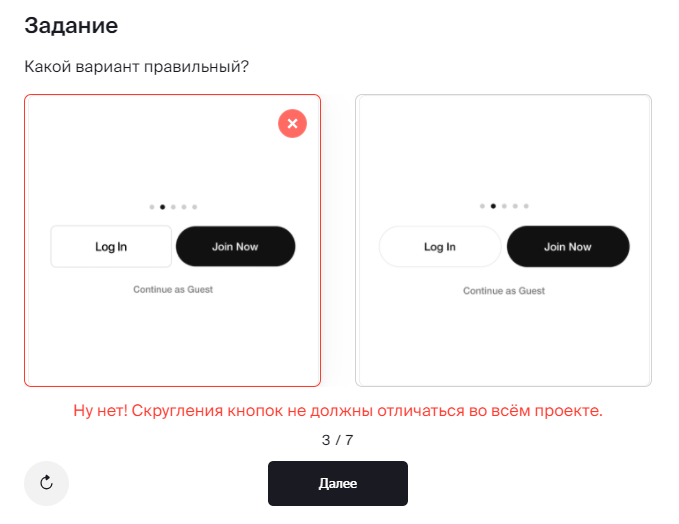 Задание
Какой вариант правильный?
Log In
Join Now
Continue as Guest
Log In
Join Now
Continue as Guest
Ну нет! Скругления кнопок не должны отличаться во всём проекте.
3 / 7
Далее